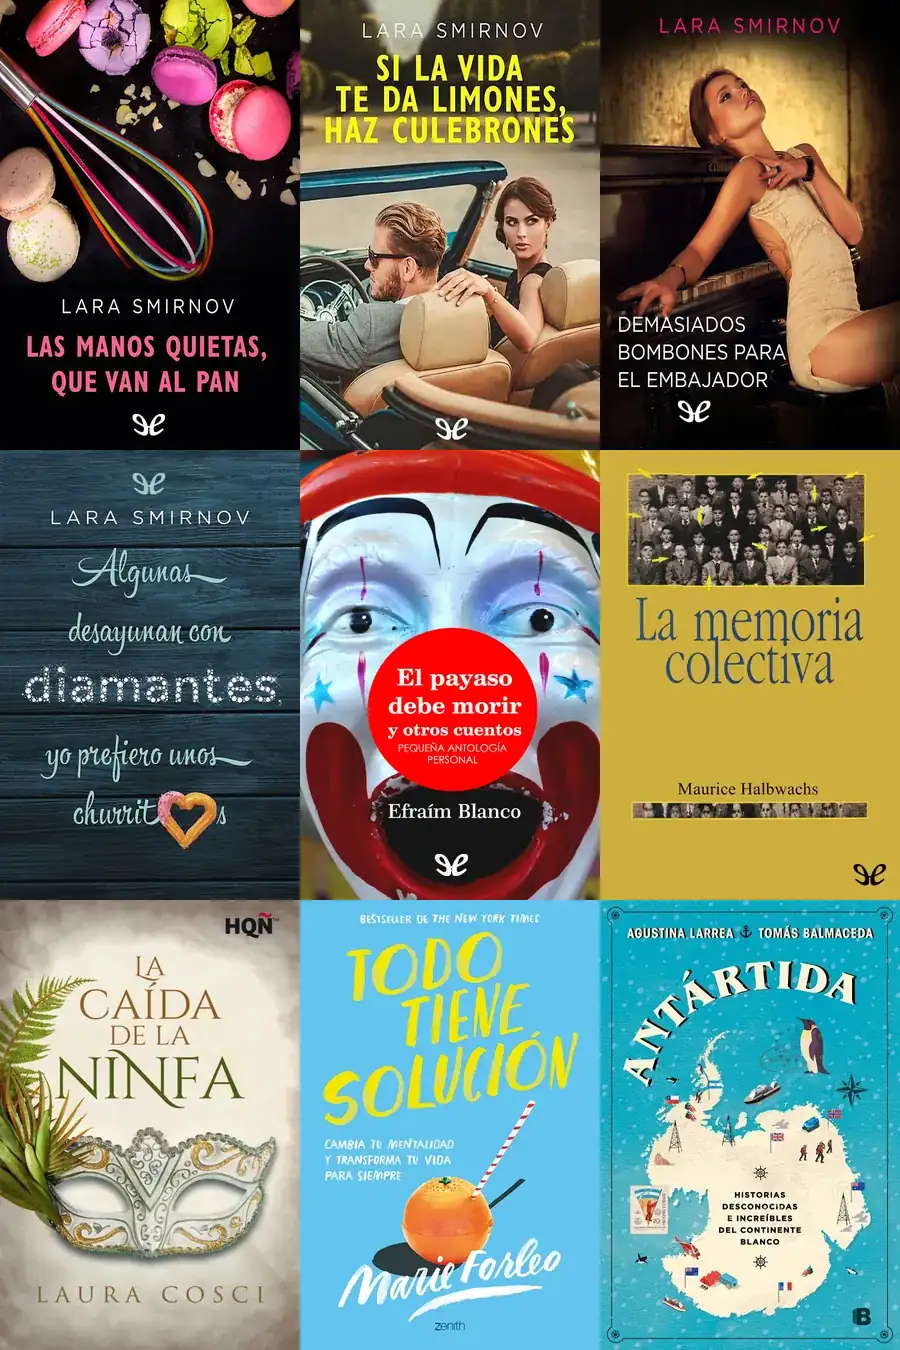 LARA SMIRNOV
LAS MANOS QUIETAS,
QUE VAN AL PAN
LARA SMIRNOV
SI LA VIDA
TE DA LIMONES,
HAZ CULEBRONES
LARA SMIRNOV
DEMASIADOS
BOMBONES PARA
EL EMBAJADOR
LARA SMIRNOV
Algunas
desayunan con
diamantes,
yo prefiero unos
churritos
El payaso
debe morir
y otros cuentos
PEQUEÑA ANTOLOGÍA
PERSONAL
Efraím Blanco
La memoria
colectiva
Maurice Halbwachs
HQÑ
LA
CAÍDA
DE LA
NINFA
LAURA COSCI
BESTSELLER DE THE NEW YORK TIMES
TODO
TIENE
SOLUCIÓN
CAMBIA TU MENTALIDAD
Y TRANSFORMA TU VIDA
PARA SIEMPRE
Marie Forleo
zenith
AGUSTINA LARREA TOMÁS BALMACEDA
ANTÁRTIDA
HISTORIAS
DESCONOCIDAS
E INCREÍBLES
DEL CONTINENTE
BLANCO
B